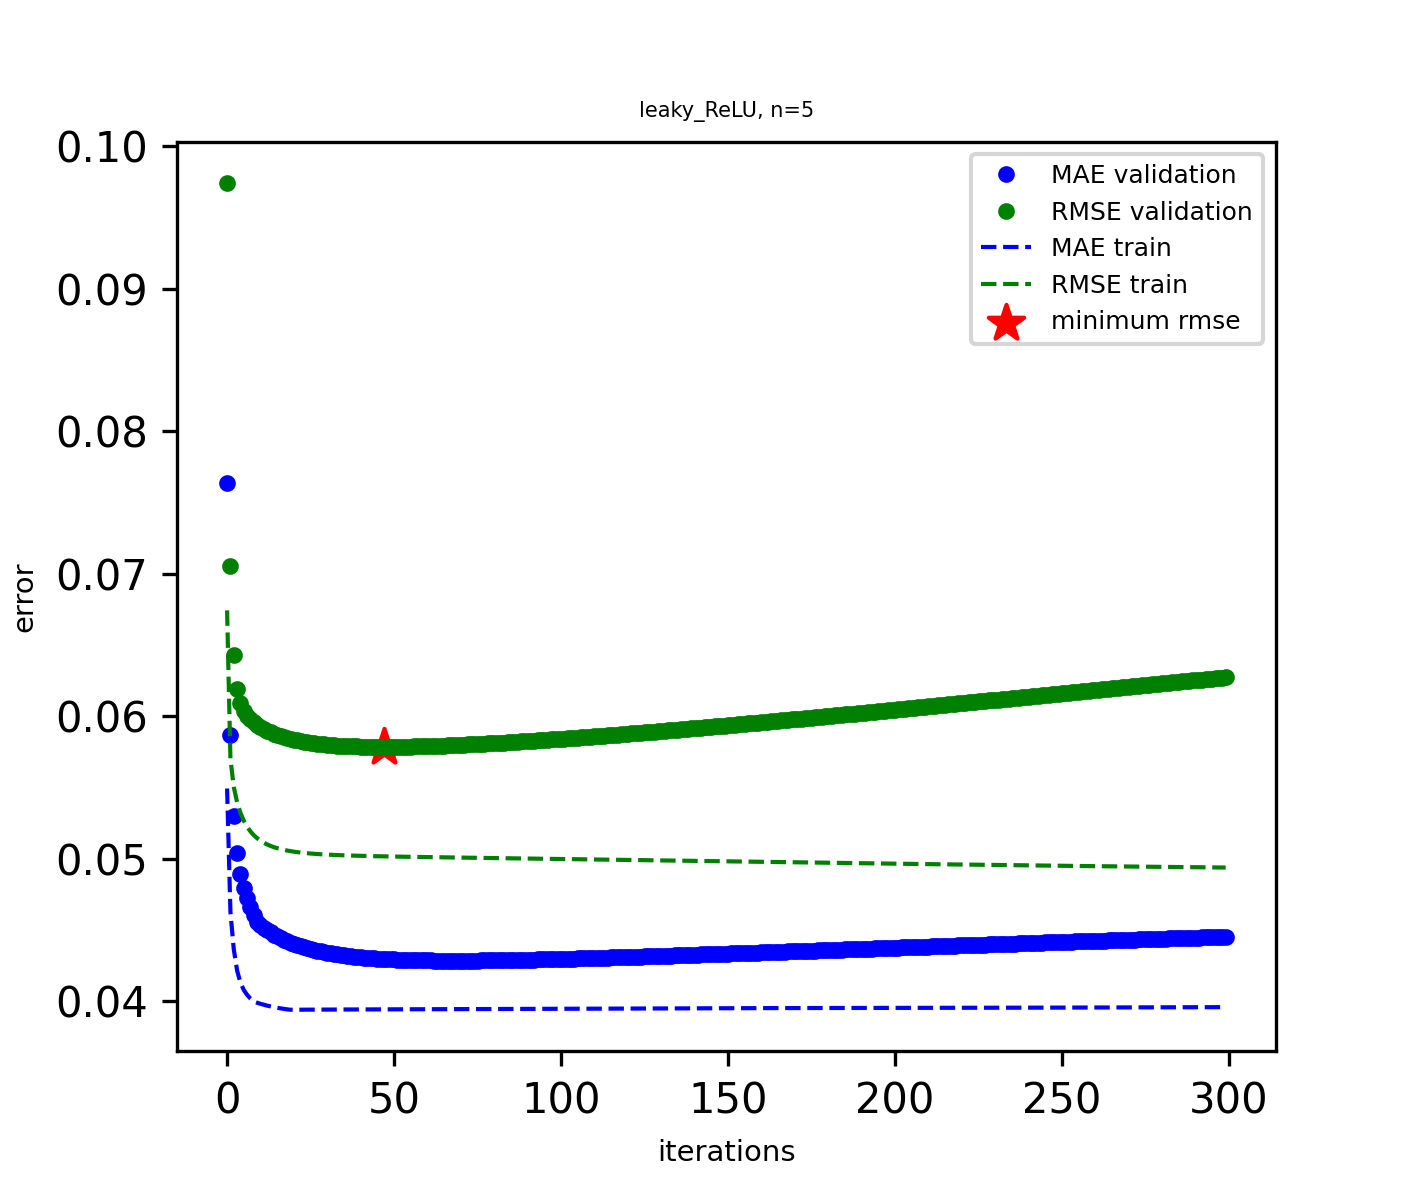 leaky_ReLU, n=5
0.10
0.09
0.08
0.07
0.06
0.05
0.04
error
MAE validation
RMSE validation
MAE train
RMSE train
minimum rmse
0 50 100 150 200 250 300
iterations